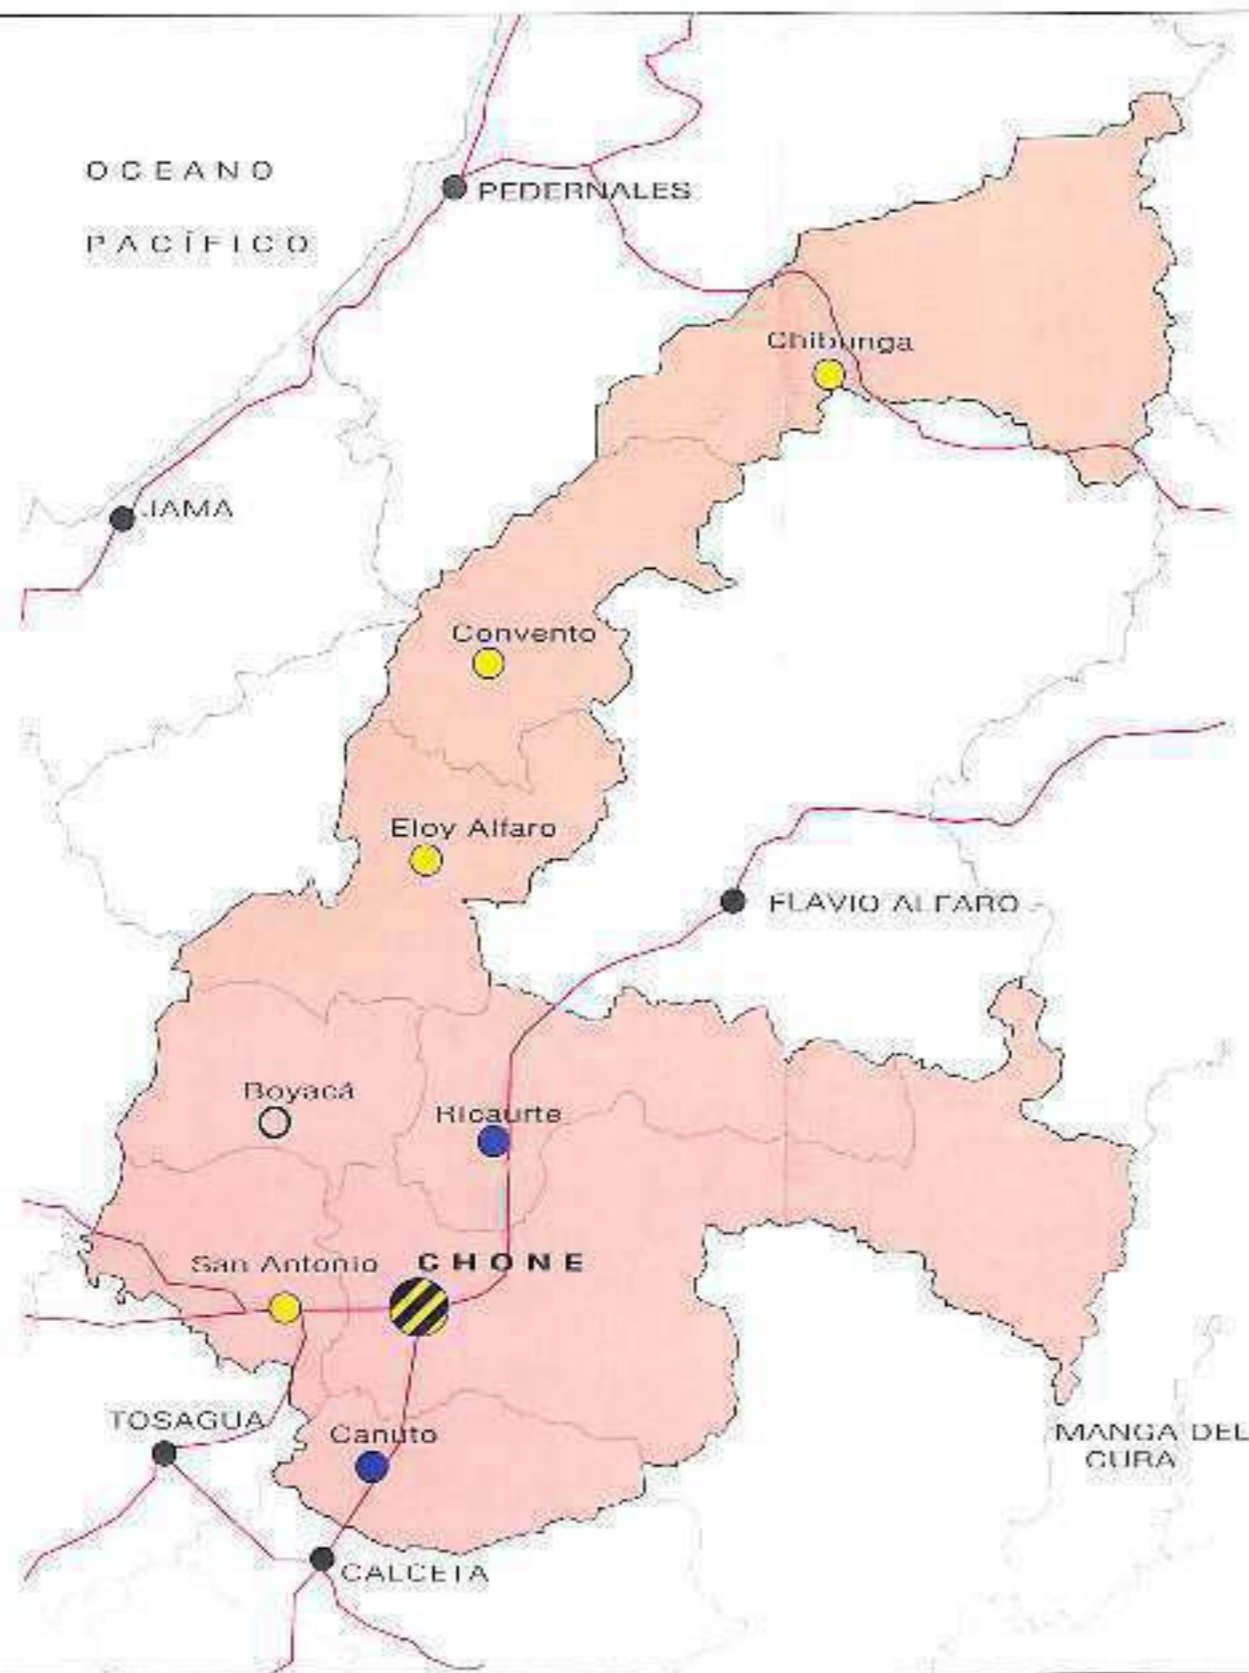 OCEANO
PACÍFICO
PEDERNALES
Chibunga
JAMA
Convento
Eloy Alfaro
FLAVIO ALFARO
Boyacá
Ricaurte
San Antonio
CHONE
TOSAGUA
Canuto
MANGA DEL
CURA
CALCETA